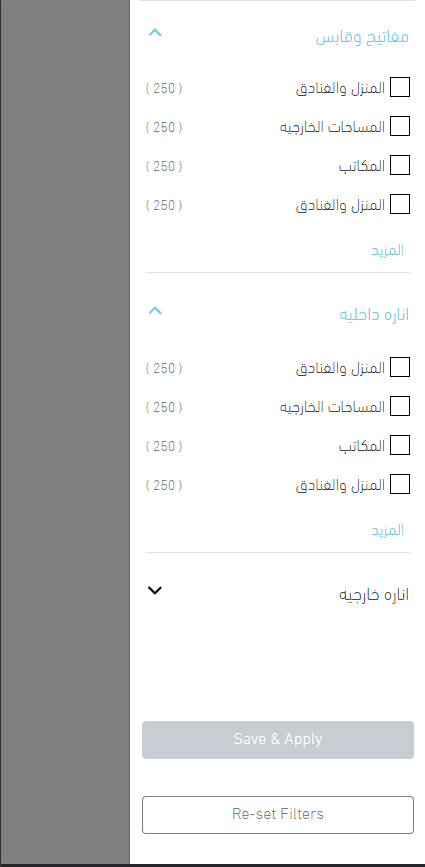 مفاتيح وقابس
المنزل والفنادق ( 250 )
المساحات الخارجيه ( 250 )
المكاتب ( 250 )
المنزل والفنادق ( 250 )
المزيد
اناره داخليه
المنزل والفنادق ( 250 )
المساحات الخارجيه ( 250 )
المكاتب ( 250 )
المنزل والفنادق ( 250 )
المزيد
اناره خارجيه
Save & Apply
Re-set Filters